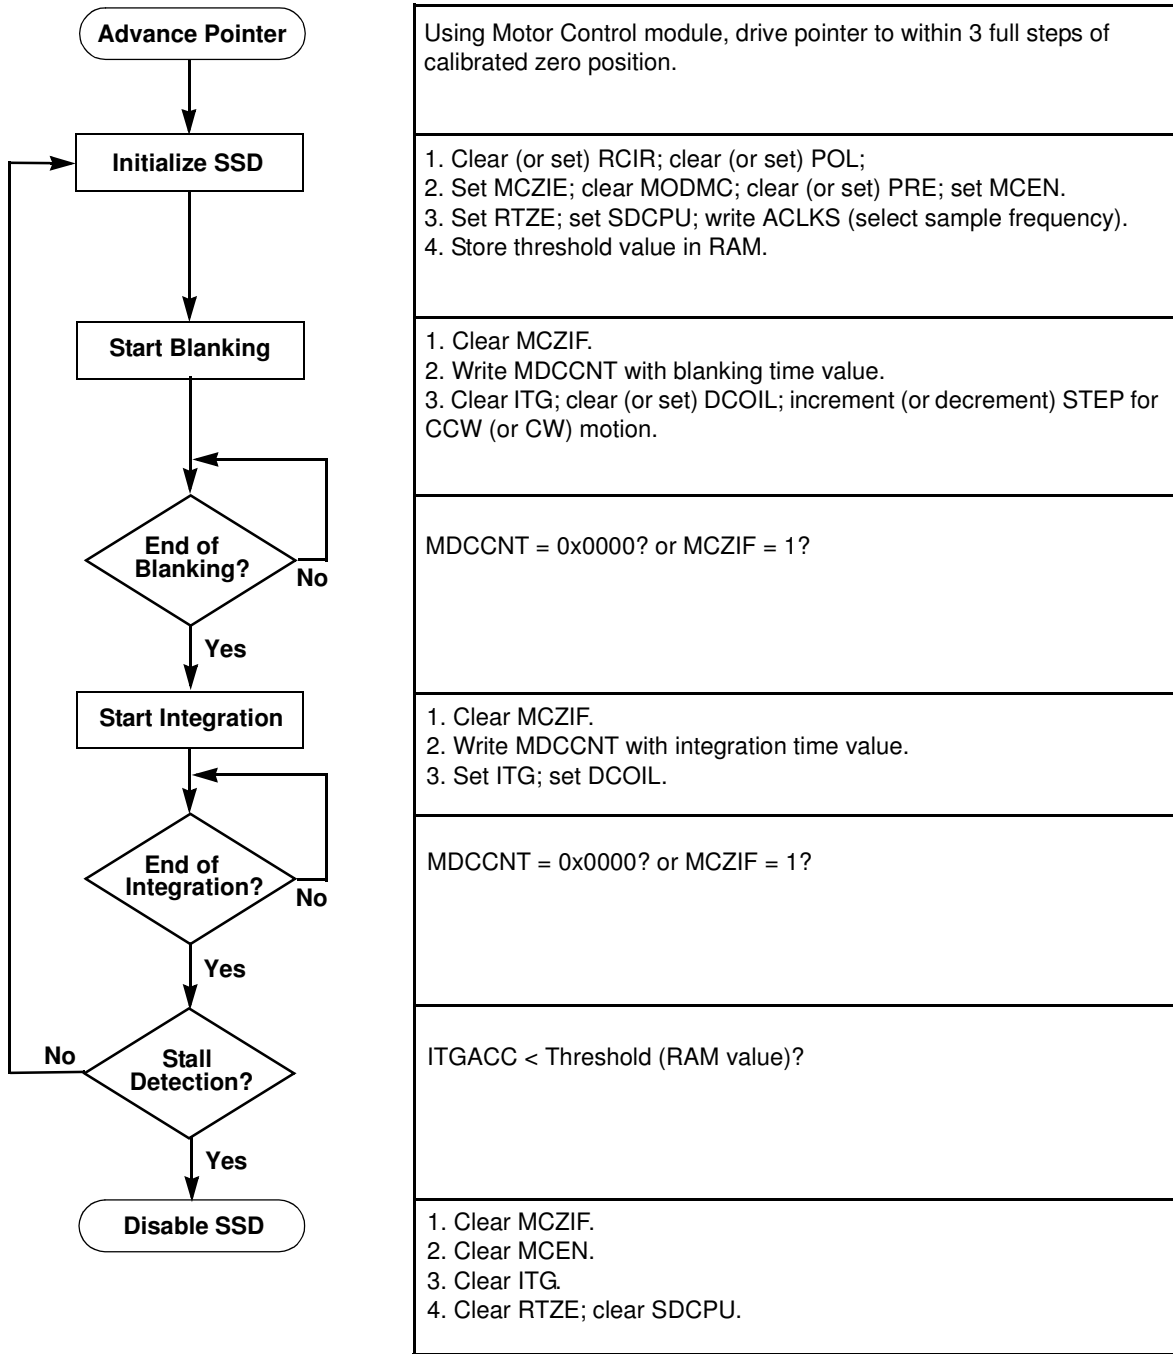 Advance Pointer
Using Motor Control module, drive pointer to within 3 full steps of
calibrated zero position.
Initialize SSD
1. Clear (or set) RCIR; clear (or set) POL;
2. Set MCZIE; clear MODMC; clear (or set) PRE; set MCEN.
3. Set RTZE; set SDCPU; write ACLKS (select sample frequency).
4. Store threshold value in RAM.
Start Blanking
1. Clear MCZIF.
2. Write MDCCNT with blanking time value.
3. Clear ITG; clear (or set) DCOIL; increment (or decrement) STEP for
CCW (or CW) motion.
End of
Blanking?
No
Yes
MDCCNT = 0x0000? or MCZIF = 1?
Start Integration
1. Clear MCZIF.
2. Write MDCCNT with integration time value.
3. Set ITG; set DCOIL.
End of
Integration?
No
Yes
MDCCNT = 0x0000? or MCZIF = 1?
No
Stall
Detection?
Yes
ITGACC < Threshold (RAM value)?
Disable SSD
1. Clear MCZIF.
2. Clear MCEN.
3. Clear ITG.
4. Clear RTZE; clear SDCPU.